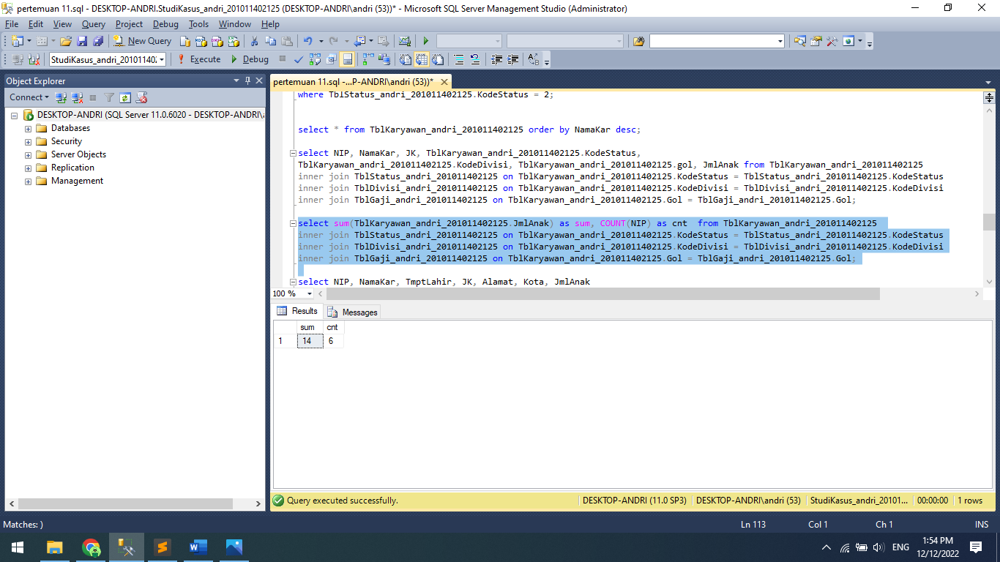 pertemuan 11.sql - DESKTOP-ANDRI.StudiKasus_andri_201011402125 (DESKTOP-ANDRI\andri (53))* - Microsoft SQL Server Management Studio (Administrator)
File Edit View Query Project Debug Tools Window Help
New Query
StudiKasus_andri_20101140 Execute Debug
Object Explorer
Connect
DESKTOP-ANDRI (SQL Server 11.0.6020 - DESKTOP-ANDRI\
Databases
Security
Server Objects
Replication
Management
pertemuan 11.sql -...P-ANDRI\andri (53))*
where TblStatus_andri_201011402125.KodeStatus = 2;
select * from TblKaryawan_andri_201011402125 order by NamaKar desc;
select NIP, NamaKar, JK, TblKaryawan_andri_201011402125.KodeStatus,
TblKaryawan_andri_201011402125.KodeDivisi, TblKaryawan_andri_201011402125.gol, JmlAnak from TblKaryawan_andri_201011402125
inner join TblStatus_andri_201011402125 on TblKaryawan_andri_201011402125.KodeStatus = TblStatus_andri_201011402125.KodeStatus
inner join TblDivisi_andri_201011402125 on TblKaryawan_andri_201011402125.KodeDivisi = TblDivisi_andri_201011402125.KodeDivisi
inner join TblGaji_andri_201011402125 on TblKaryawan_andri_201011402125.Gol = TblGaji_andri_201011402125.Gol;
select sum(TblKaryawan_andri_201011402125.JmlAnak) as sum, COUNT(NIP) as cnt from TblKaryawan_andri_201011402125
inner join TblStatus_andri_201011402125 on TblKaryawan_andri_201011402125.KodeStatus = TblStatus_andri_201011402125.KodeStatus
inner join TblDivisi_andri_201011402125 on TblKaryawan_andri_201011402125.KodeDivisi = TblDivisi_andri_201011402125.KodeDivisi
inner join TblGaji_andri_201011402125 on TblKaryawan_andri_201011402125.Gol = TblGaji_andri_201011402125.Gol;
select NIP, NamaKar, TmptLahir, JK, Alamat, Kota, JmlAnak
100 %
Results Messages
sum cnt
1 14 6
Query executed successfully. DESKTOP-ANDRI (11.0 SP3) DESKTOP-ANDRI\andri (53) StudiKasus_andri_20101... 00:00:00 1 rows
Matches: ) Ln 113 Col 1 Ch 1 INS
ENG
1:54 PM
12/12/2022